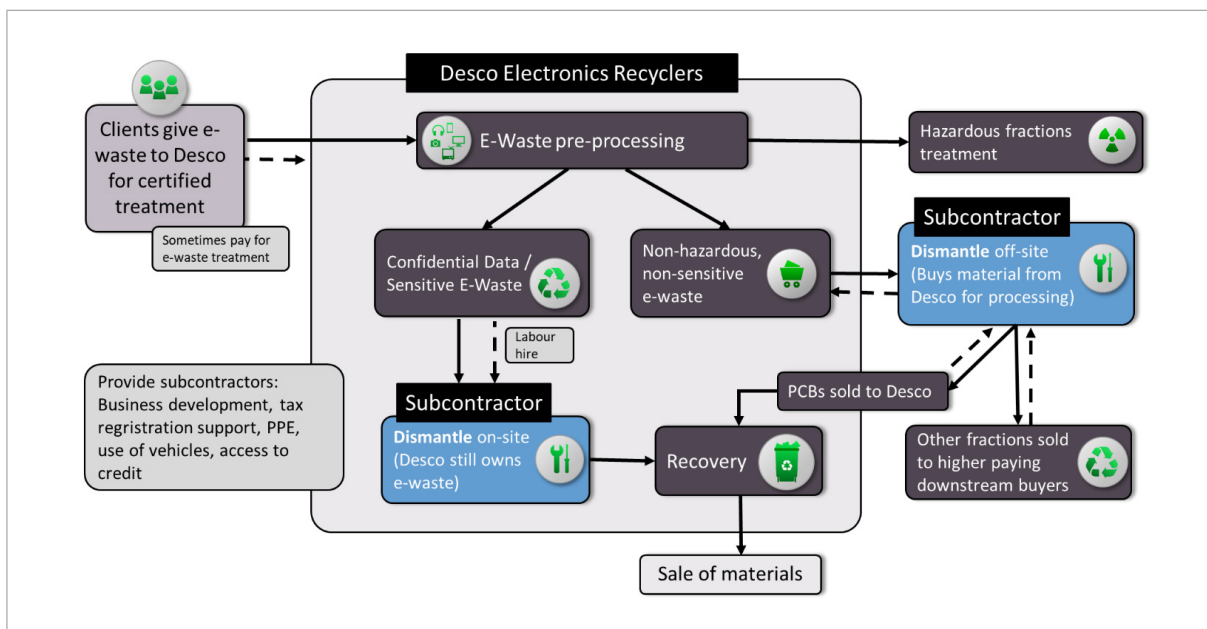 Desco Electronics Recyclers
Clients give e-
waste to Desco
for certified
treatment
Sometimes pay for
e-waste treatment
E-Waste pre-processing
Hazardous fractions
treatment
Confidential Data /
Sensitive E-Waste
Non-hazardous,
non-sensitive
e-waste
Subcontractor
Dismantle off-site
(Buys material from
Desco for processing)
Labour
hire
Provide subcontractors:
Business development, tax
regristration support, PPE,
use of vehicles, access to
credit
Subcontractor
Dismantle on-site
(Desco still owns
e-waste)
PCBs sold to Desco
Recovery
Other fractions sold
to higher paying
downstream buyers
Sale of materials